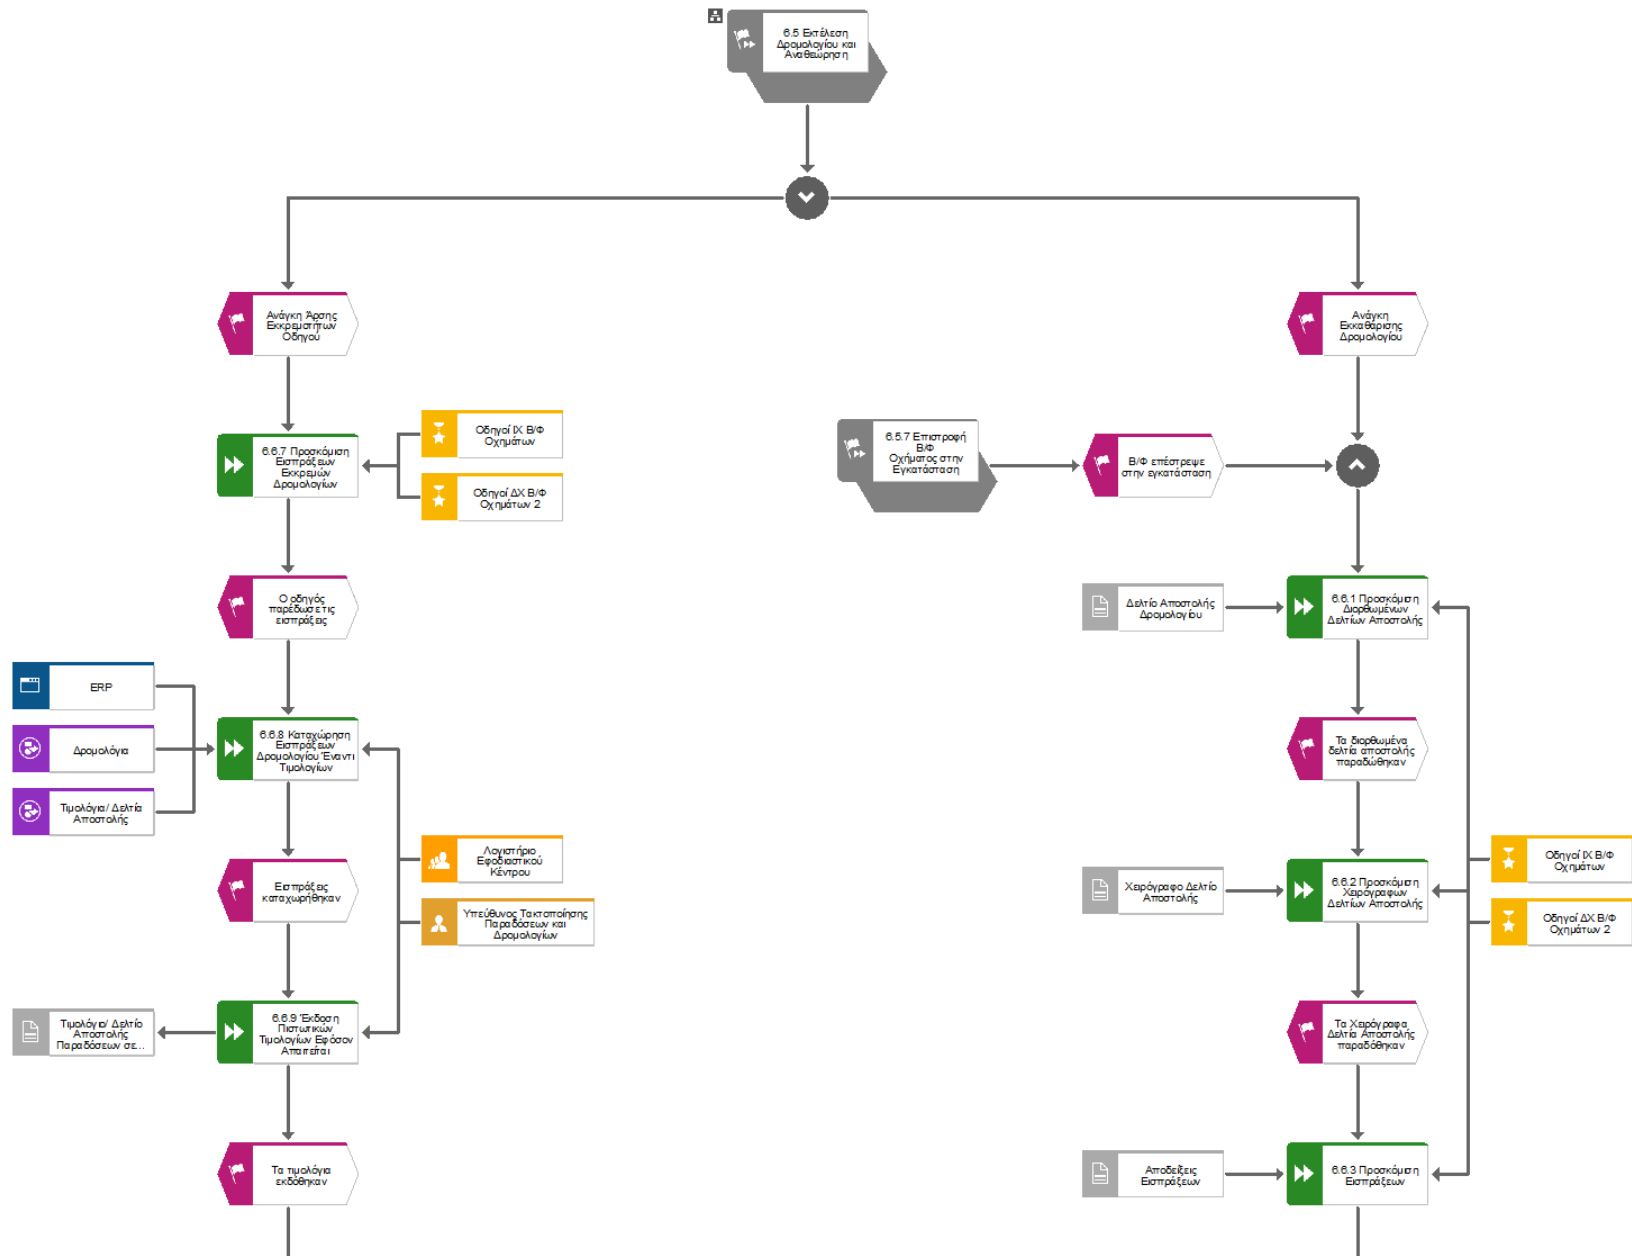 6.5 Εκτέλεση
Δρομολογίου και
Αναθεώρηση
Ανάγκη Άρσης
Εκκρεμοτήτων
Οδηγού
Ανάγκη
Εκκαθάρισης
Δρομολογίου
6.6.7 Προσκόμιση
Εισπράξεων
Εκκρεμών
Δρομολογίων
Οδηγοί ΙΧ Β/Φ
Οχημάτων
Οδηγοί ΔΧ Β/Φ
Οχημάτων 2
6.5.7 Επιστροφή
Β/Φ
Οχήματος στην
Εγκατάσταση
Β/Φ επέστρεψε
στην εγκατάσταση
Ο οδηγός
παρέδωσε τις
εισπράξεις
Δελτίο Αποστολής
Δρομολογίου
6.6.1 Προσκόμιση
Διορθωμένων
Δελτίων Αποστολής
ERP
Δρομολόγια
Τιμολόγια/ Δελτία
Αποστολής
6.6.8 Καταχώρηση
Εισπράξεων
Δρομολογίου Έναντι
Τιμολογίων
Τα διορθωμένα
δελτία αποστολής
παραδώθηκαν
Εισπράξεις
καταχωρήθηκαν
Λογιστήριο
Εφοδιαστικού
Κέντρου
Υπεύθυνος Τακτοποίησης
Παραδόσεων και
Δρομολογίων
Χειρόγραφο Δελτίο
Αποστολής
6.6.2 Προσκόμιση
Χειρόγραφων
Δελτίων Αποστολής
Οδηγοί ΙΧ Β/Φ
Οχημάτων
Οδηγοί ΔΧ Β/Φ
Οχημάτων 2
Τιμολόγιο/ Δελτίο
Αποστολής
Παραδόσεων σε...
6.6.9 Έκδοση
Πιστωτικών
Τιμολογίων Εφόσον
Απαιτείται
Τα Χειρόγραφα
Δελτία Αποστολής
παραδόθηκαν
Τα τιμολόγια
εκδόθηκαν
Αποδείξεις
Εισπράξεων
6.6.3 Προσκόμιση
Εισπράξεων